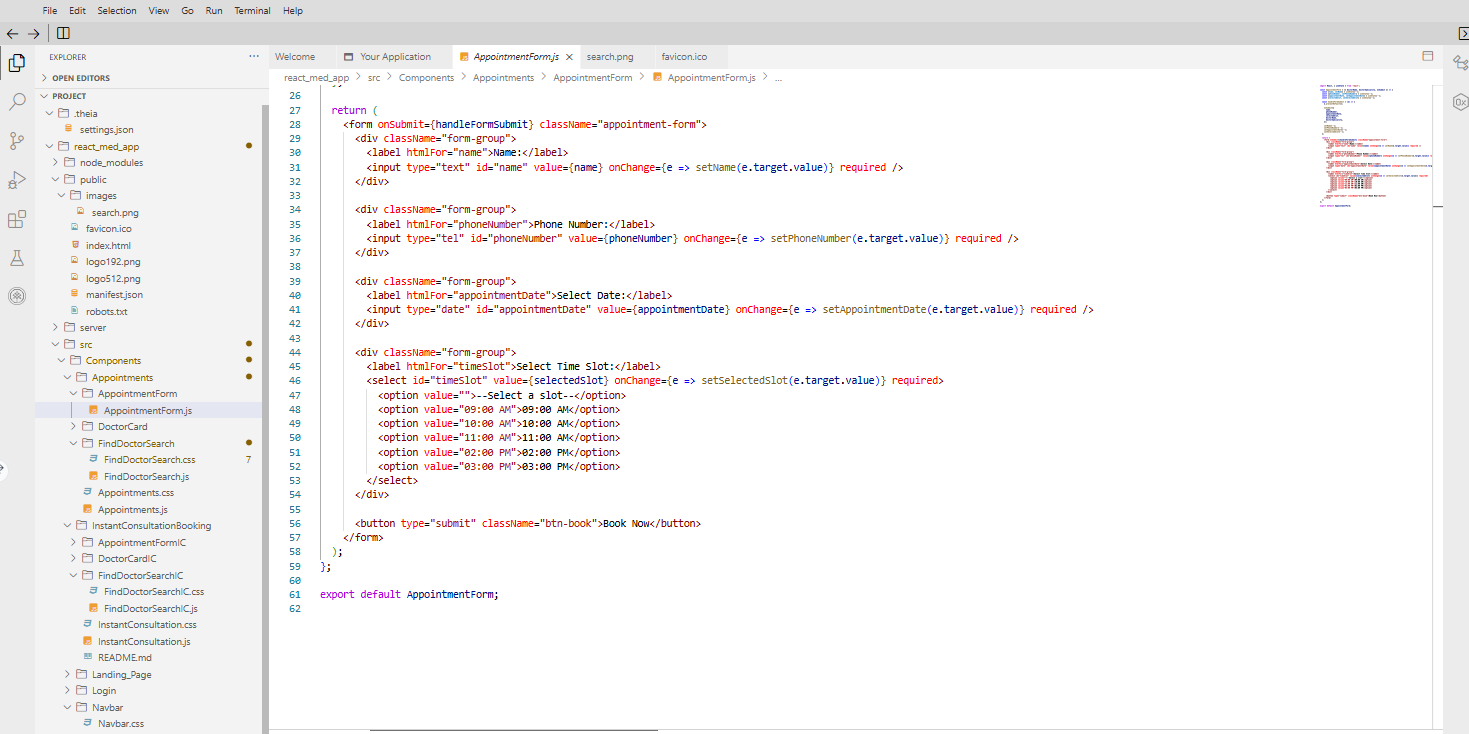 File Edit Selection View Go Run Terminal Help
EXPLORER
OPEN EDITORS
PROJECT
.theia
settings.json
react_med_app
node_modules
public
images
search.png
favicon.ico
index.html
logo192.png
logo512.png
manifest.json
robots.txt
server
src
Components
Appointments
AppointmentForm
AppointmentForm.js
DoctorCard
FindDoctorSearch
FindDoctorSearch.css 7
FindDoctorSearch.js
Appointments.css
Appointments.js
InstantConsultationBooking
AppointmentFormIC
DoctorCardIC
FindDoctorSearchIC
FindDoctorSearchIC.css
FindDoctorSearchIC.js
InstantConsultation.css
InstantConsultation.js
README.md
Landing_Page
Login
Navbar
Navbar.css
Welcome Your Application AppointmentForm.js search.png favicon.ico
react_med_app > src > Components > Appointments > AppointmentForm > AppointmentForm.js > ...
26
27 return (
28 <form onSubmit={handleFormSubmit} className="appointment-form">
29 <div className="form-group">
30 <label htmlFor="name">Name:</label>
31 <input type="text" id="name" value={name} onChange={e => setName(e.target.value)} required />
32 </div>
33
34 <div className="form-group">
35 <label htmlFor="phoneNumber">Phone Number:</label>
36 <input type="tel" id="phoneNumber" value={phoneNumber} onChange={e => setPhoneNumber(e.target.value)} required />
37 </div>
38
39 <div className="form-group">
40 <label htmlFor="appointmentDate">Select Date:</label>
41 <input type="date" id="appointmentDate" value={appointmentDate} onChange={e => setAppointmentDate(e.target.value)} required />
42 </div>
43
44 <div className="form-group">
45 <label htmlFor="timeSlot">Select Time Slot:</label>
46 <select id="timeSlot" value={selectedSlot} onChange={e => setSelectedSlot(e.target.value)} required>
47 <option value="">--Select a slot--</option>
48 <option value="09:00 AM">09:00 AM</option>
49 <option value="10:00 AM">10:00 AM</option>
50 <option value="11:00 AM">11:00 AM</option>
51 <option value="02:00 PM">02:00 PM</option>
52 <option value="03:00 PM">03:00 PM</option>
53 </select>
54 </div>
55
56 <button type="submit" className="btn-book">Book Now</button>
57 </form>
58 );
59 };
60
61 export default AppointmentForm;
62